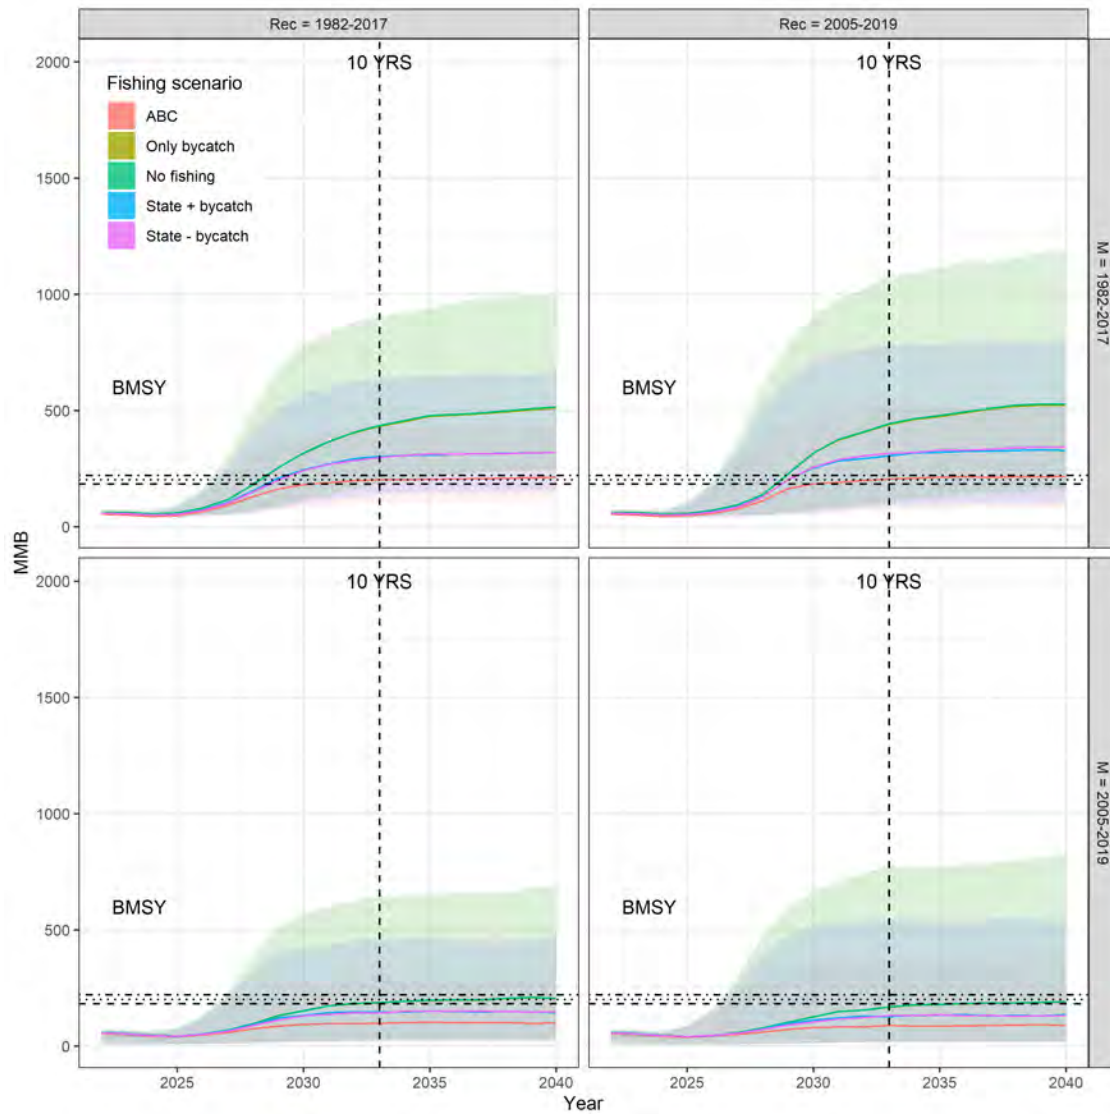 Rec = 1982-2017
Rec = 2005-2019
2000
1500
1000
500
0
10 YRS
Fishing scenario
ABC
Only bycatch
No fishing
State + bycatch
State - bycatch
BMSY
10 YRS
BMSY
M = 1982-2017
MMB
2000
1500
1000
500
0
10 YRS
BMSY
10 YRS
BMSY
M = 2005-2019
2025
2030
2035
2040
2025
2030
2035
2040
Year